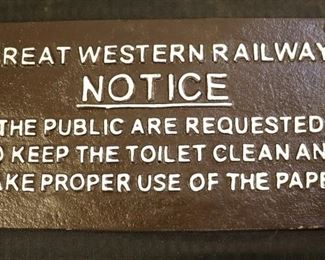 REAT WESTERN RAILWAY
NOTICE
THE PUBLIC ARE REQUESTED
O KEEP THE TOILET CLEAN AN
AKE PROPER USE OF THE PAPE